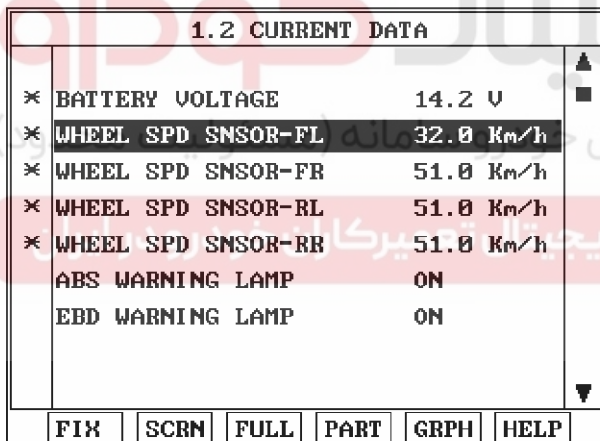 1.2 CURRENT DATA
× BATTERY VOLTAGE 14.2 V
× WHEEL SPD SNSOR-FL 32.0 Km/h
× WHEEL SPD SNSOR-FR 51.0 Km/h
× WHEEL SPD SNSOR-RL 51.0 Km/h
× WHEEL SPD SNSOR-RR 51.0 Km/h
ABS WARNING LAMP ON
EBD WARNING LAMP ON
FIX SCRN FULL PART GRPH HELP